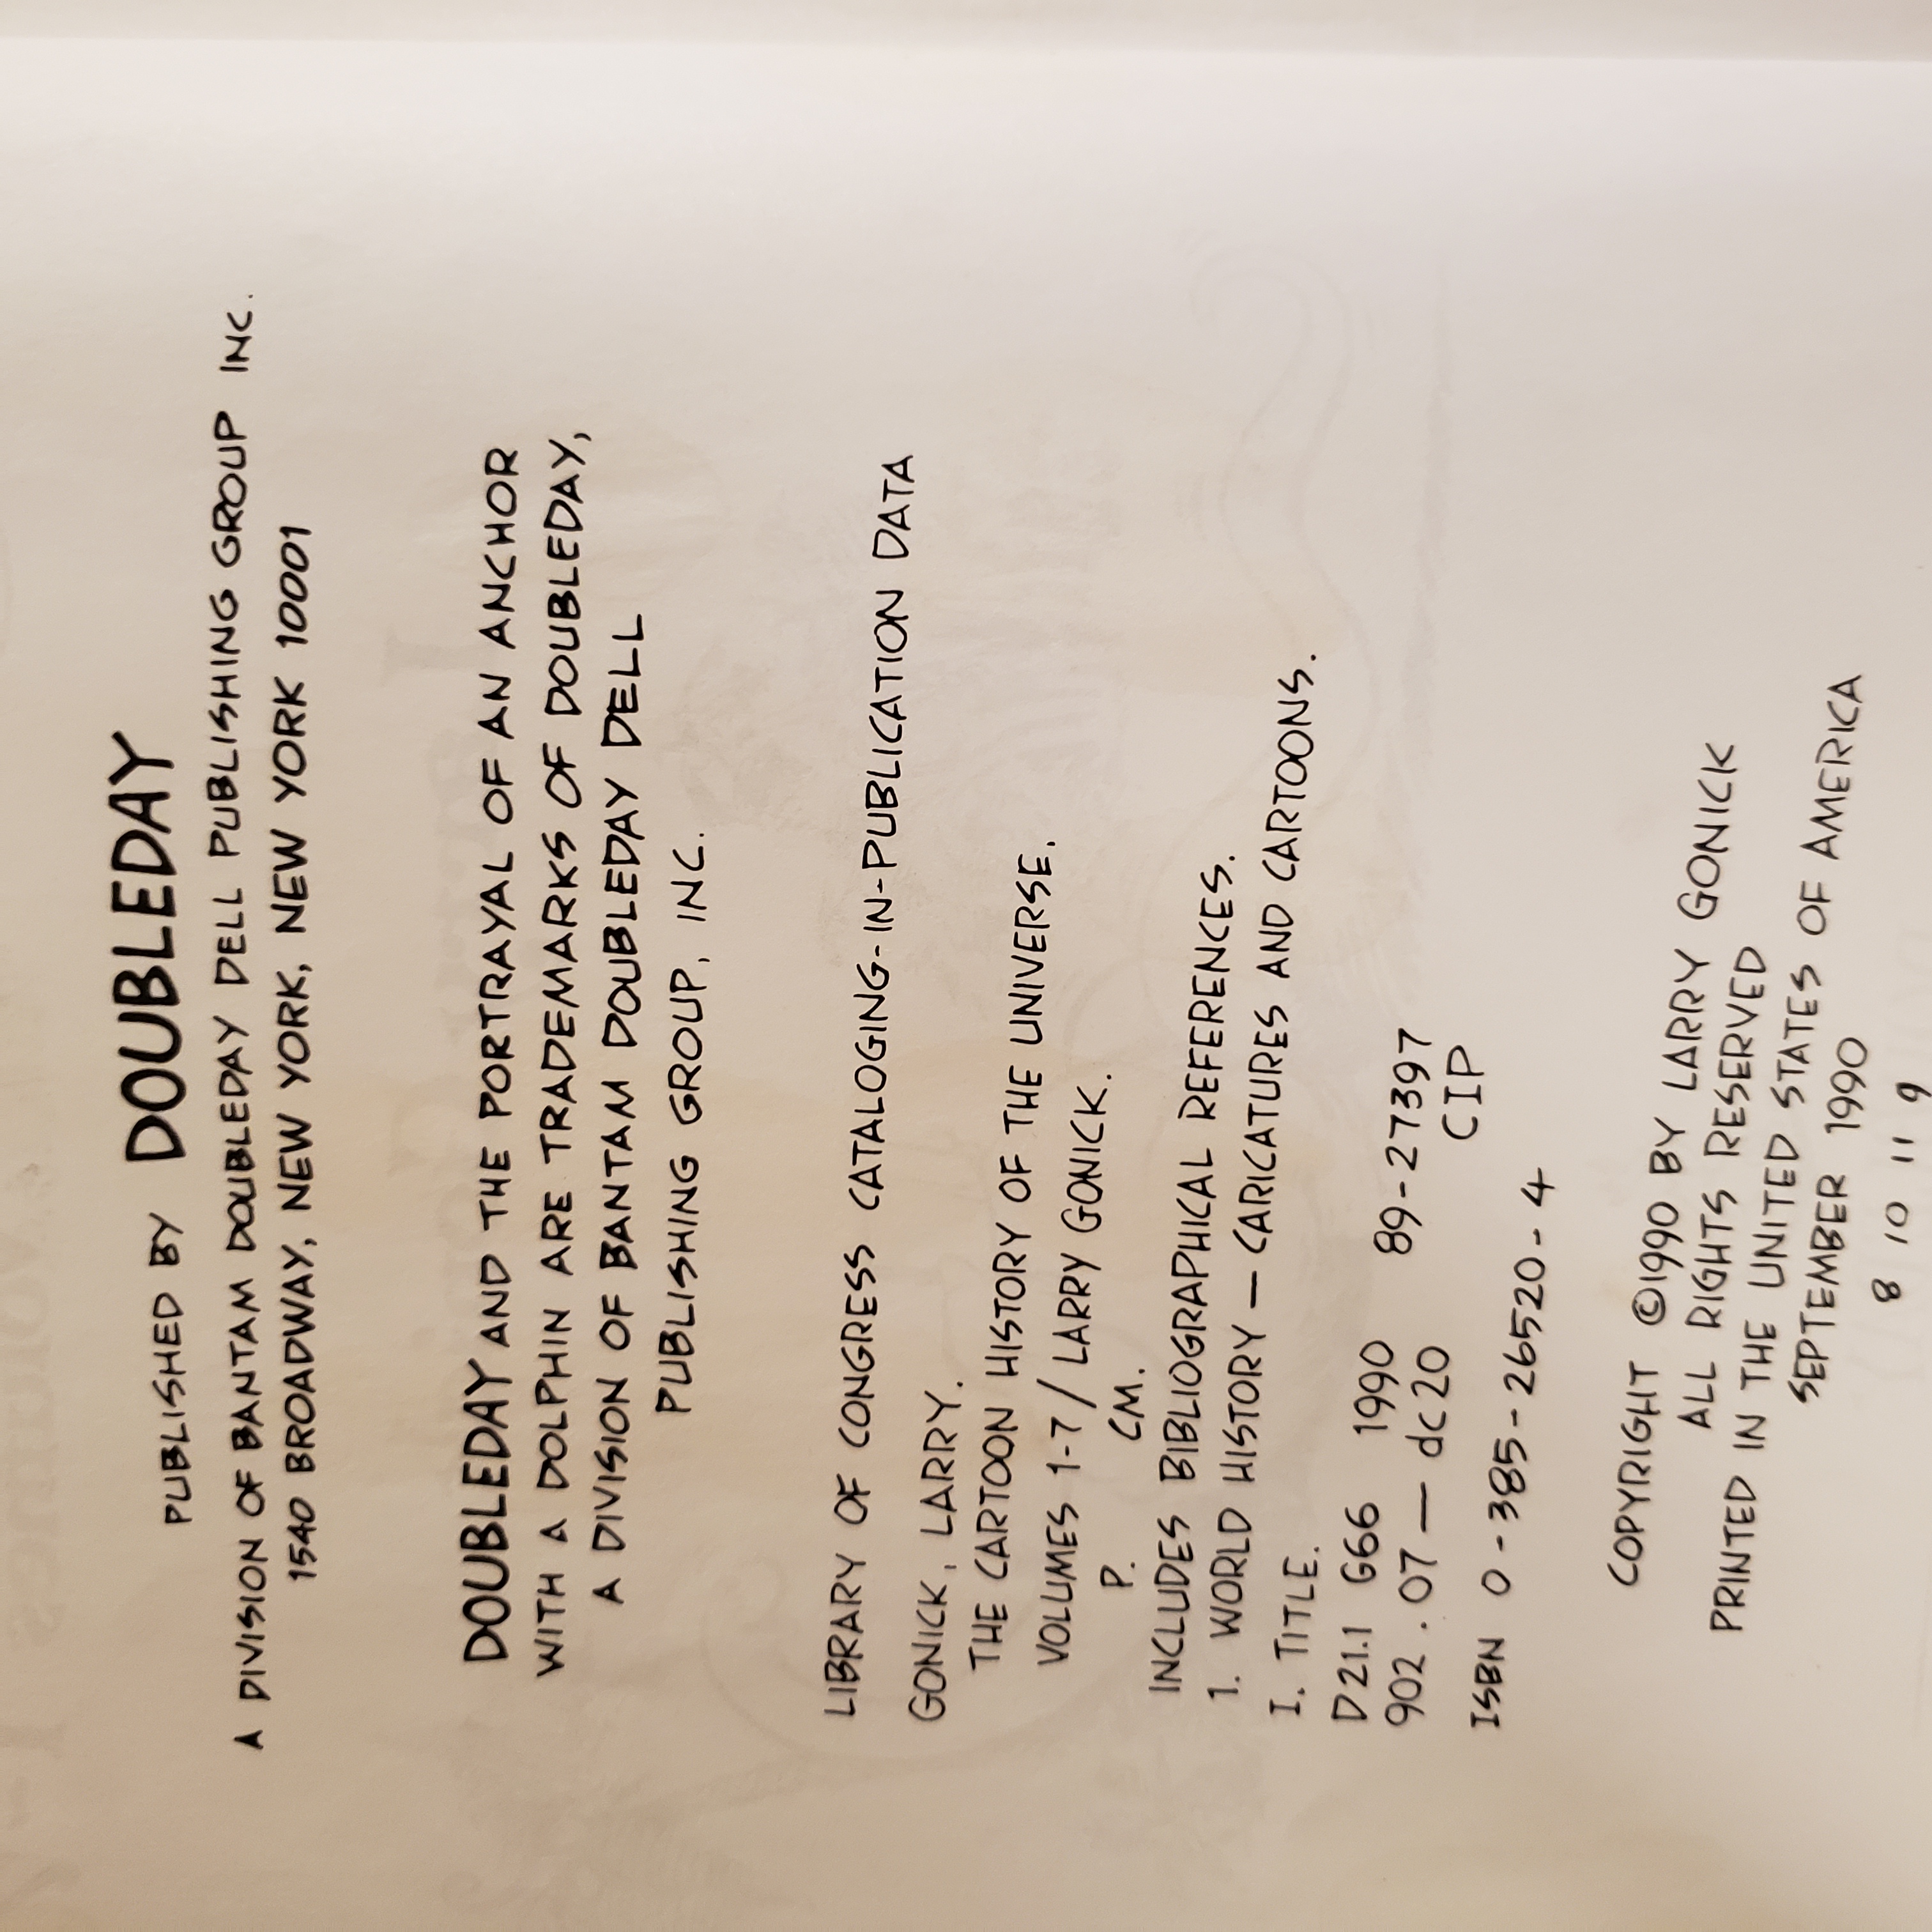 PUBLISHED BY DOUBLEDAY
A DIVISION OF BANTAM DOUBLEDAY DELL PUBLISHING GROUP INC.
1540 BROADWAY, NEW YORK, NEW YORK 10001
DOUBLEDAY AND THE PORTRAYAL OF AN ANCHOR
WITH A DOLPHIN ARE TRADEMARKS OF DOUBLEDAY,
A DIVISION OF BANTAM DOUBLEDAY DELL
PUBLISHING GROUP, INC.
LIBRARY OF CONGRESS CATALOGING-IN-PUBLICATION DATA
GONICK, LARRY.
THE CARTOON HISTORY OF THE UNIVERSE.
VOLUMES 1-7 / LARRY GONICK.
P. CM.
INCLUDES BIBLIOGRAPHICAL REFERENCES.
1. WORLD HISTORY — CARICATURES AND CARTOONS.
I. TITLE.
D21.1 G66 1990 89-27397
902.07 — dc20 CIP
ISBN 0-385-26520-4
COPYRIGHT ©1990 BY LARRY GONICK
ALL RIGHTS RESERVED
PRINTED IN THE UNITED STATES OF AMERICA
SEPTEMBER 1990
8 10 11 9